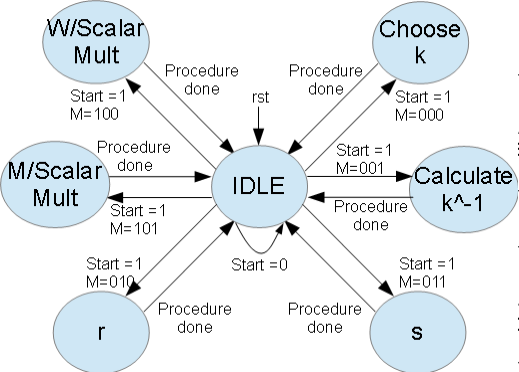 W/Scalar
Mult
Choose
k
Procedure
done
Procedure
done
Start =1
M=100
rst
Start =1
M=000
Procedure
done
Start =1
M=001
M/Scalar
Mult
IDLE
Calculate
k^-1
Start =1
M=101
Procedure
done
Start =1
M=010
Start =0
Start =1
M=011
Procedure
done
Procedure
done
r
s